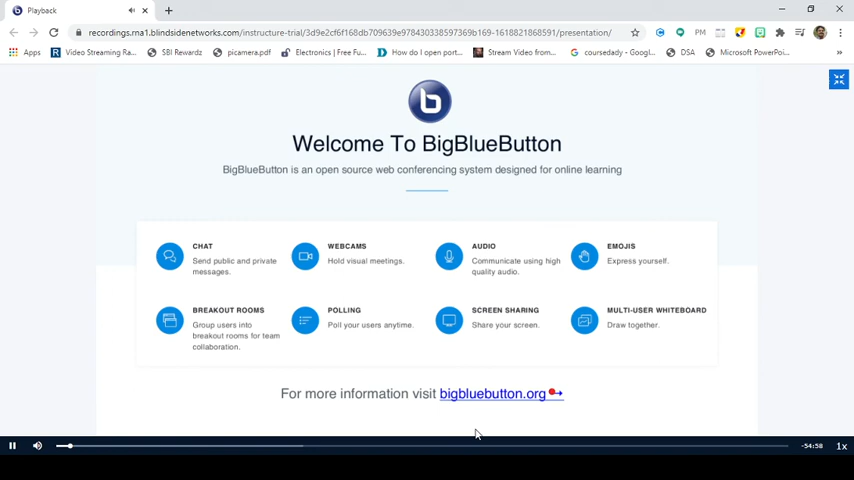 Playback
recordings.rna1.blindsidenetworks.com/instructure-trial/3d9e2cf6f168db709639e978430338597369b169-1618821868591/presentation/
PM
Apps
Video Streaming Ra...
SBI Rewardz
picamera.pdf
Electronics | Free Fu...
How do I open port...
Stream Video from...
coursedady - Googl...
DSA
Microsoft PowerPoi...
»
b
Welcome To BigBlueButton
BigBlueButton is an open source web conferencing system designed for online learning
CHAT
Send public and private
messages.
WEBCAMS
Hold visual meetings.
AUDIO
Communicate using high
quality audio.
EMOJIS
Express yourself.
BREAKOUT ROOMS
Group users into
breakout rooms for team
collaboration.
POLLING
Poll your users anytime.
SCREEN SHARING
Share your screen.
MULTI-USER WHITEBOARD
Draw together.
For more information visit bigbluebutton.org →
-54:58
1x